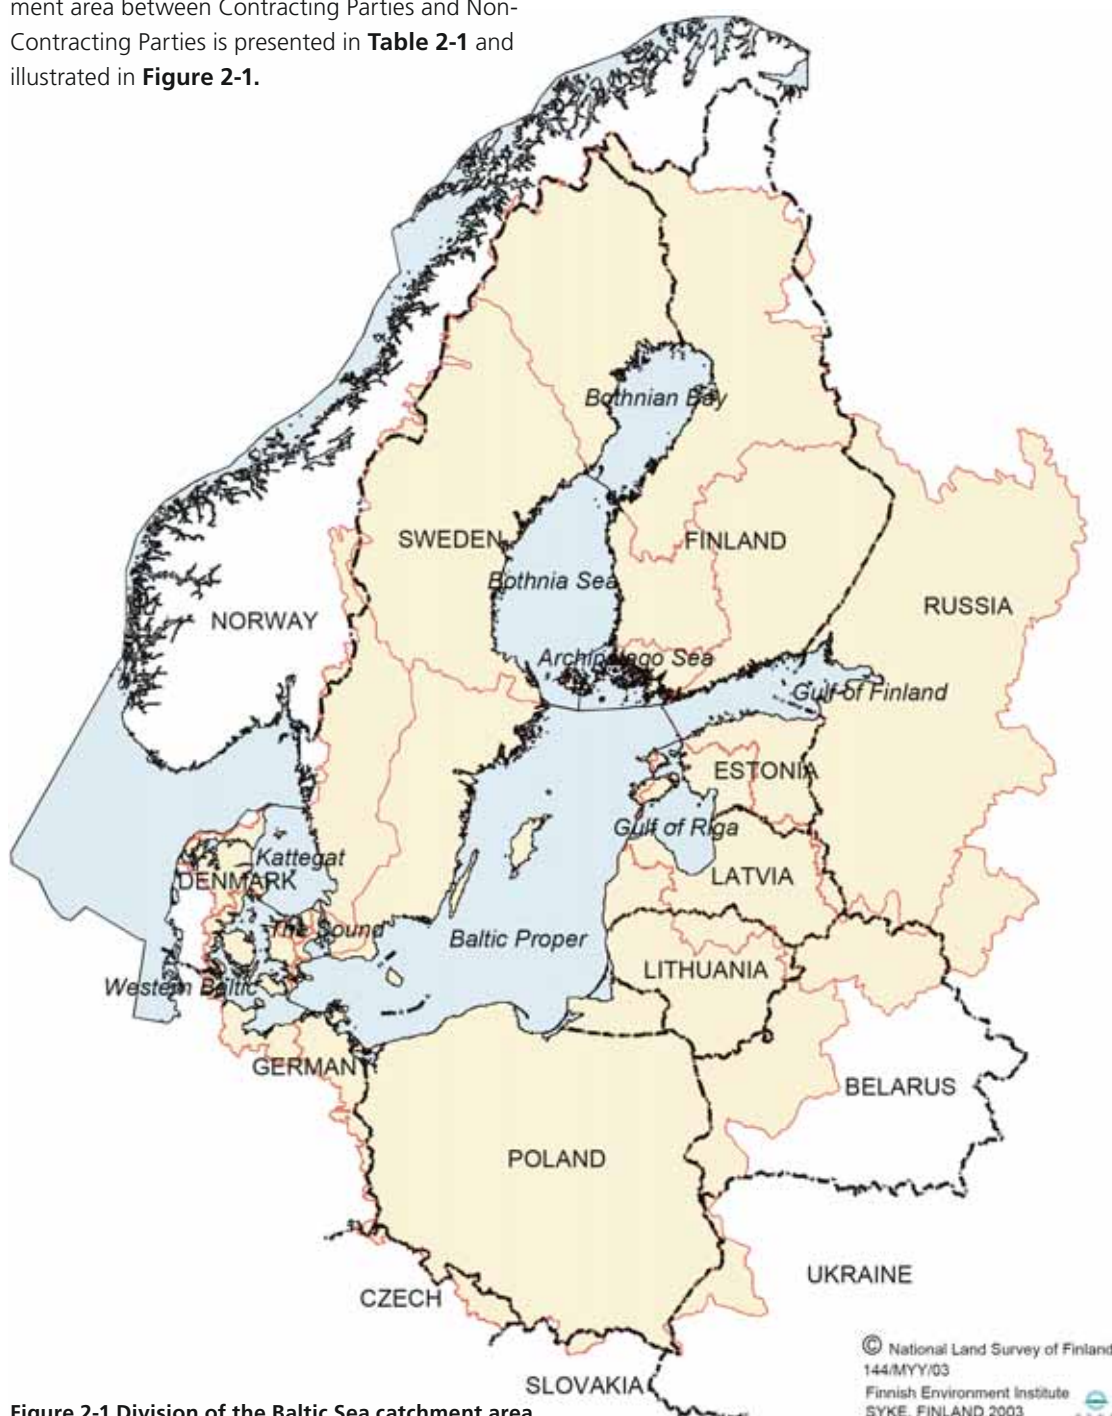 ment area between Contracting Parties and Non-
Contracting Parties is presented in Table 2-1 and
illustrated in Figure 2-1.
Bothnian Bay
SWEDEN
FINLAND
Bothnia Sea
RUSSIA
NORWAY
Archipelago Sea
Gulf of Finland
ESTONIA
Gulf of Riga
Kattegat
DENMARK
LATVIA
The Sound
Baltic Proper
LITHUANIA
Western Baltic
GERMANY
BELARUS
POLAND
UKRAINE
CZECH
SLOVAKIA
© National Land Survey of Finland
144/MYY/03
Finnish Environment Institute
SYKE, FINLAND 2003
Figure 2-1 Division of the Baltic Sea catchment area